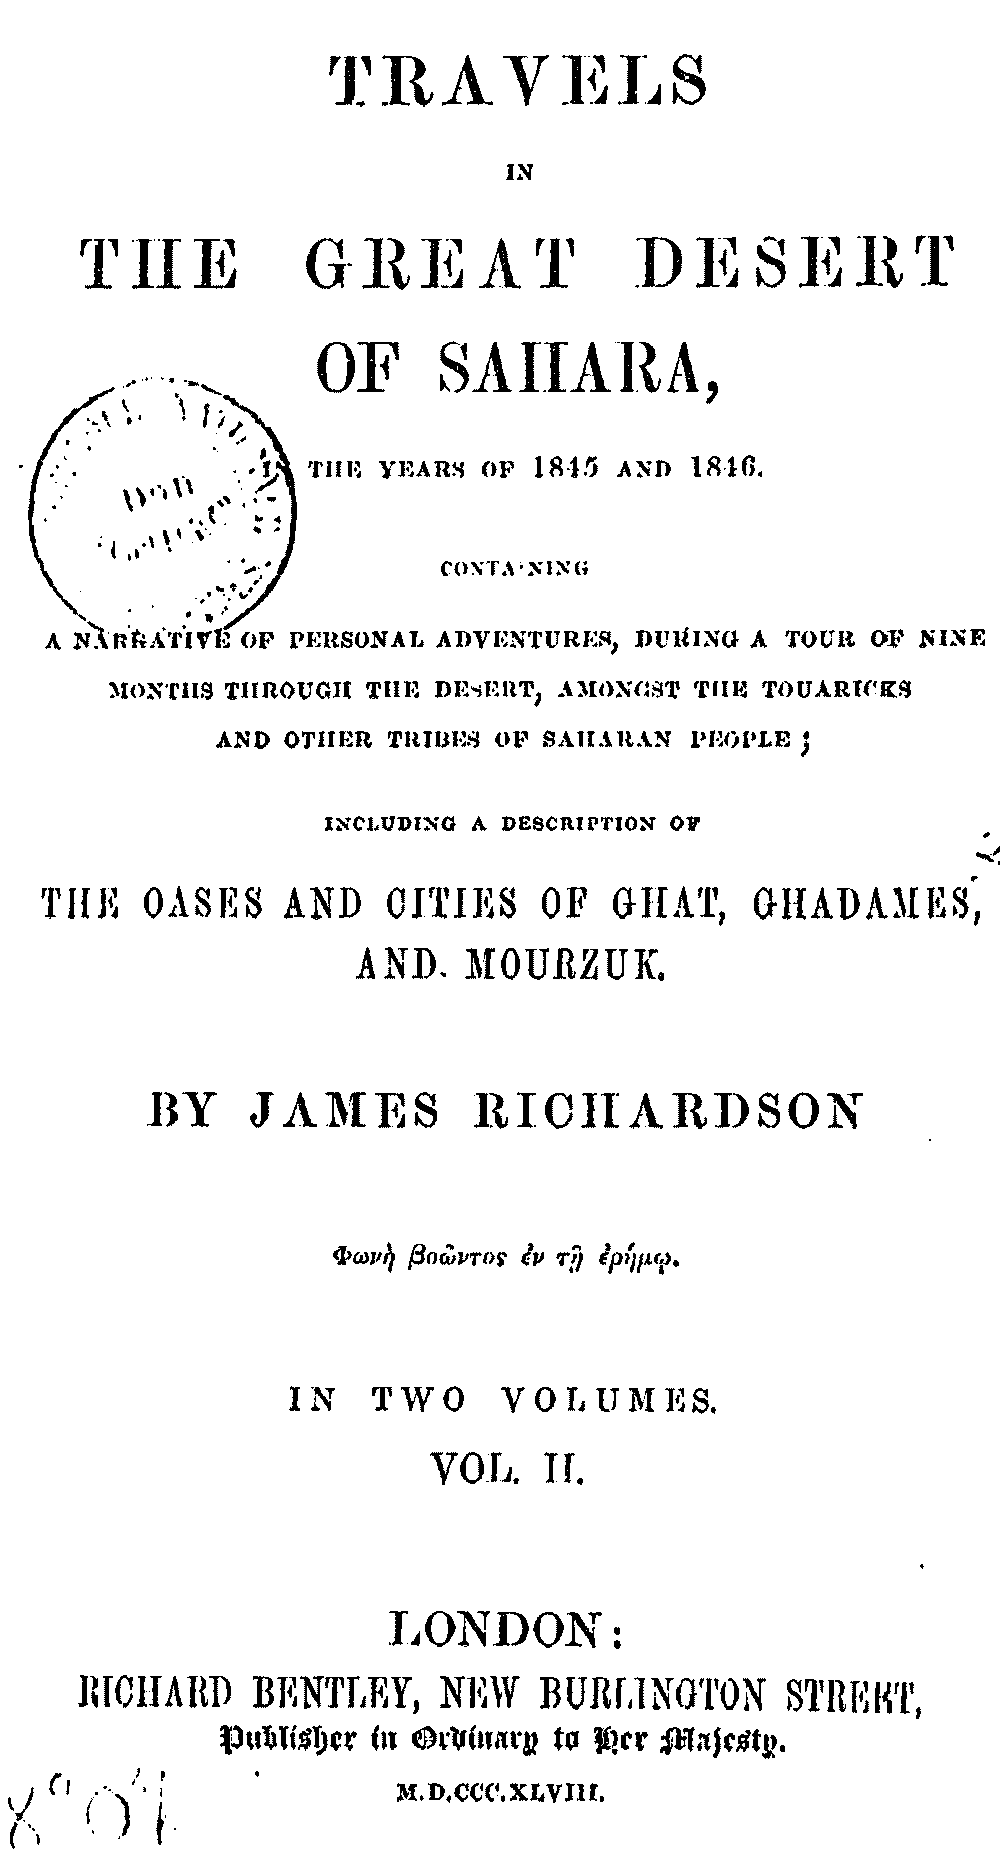 TRAVELS
IN
THE GREAT DESERT
OF SAHARA,
IN THE YEARS OF 1845 AND 1846.
CONTAINING
A NARRATIVE OF PERSONAL ADVENTURES, DURING A TOUR OF NINE
MONTHS THROUGH THE DESERT, AMONGST THE TOUARICKS
AND OTHER TRIBES OF SAHARAN PEOPLE;
INCLUDING A DESCRIPTION OF
THE OASES AND CITIES OF GHAT, GHADAMES,
AND MOURZUK.
BY JAMES RICHARDSON
Φωνὴ βοῶντος ἐν τῇ ἐρήμῳ.
IN TWO VOLUMES.
VOL. II.
LONDON:
RICHARD BENTLEY, NEW BURLINGTON STREET,
Publisher in Ordinary to Her Majesty.
M.D.CCC.XLVIII.